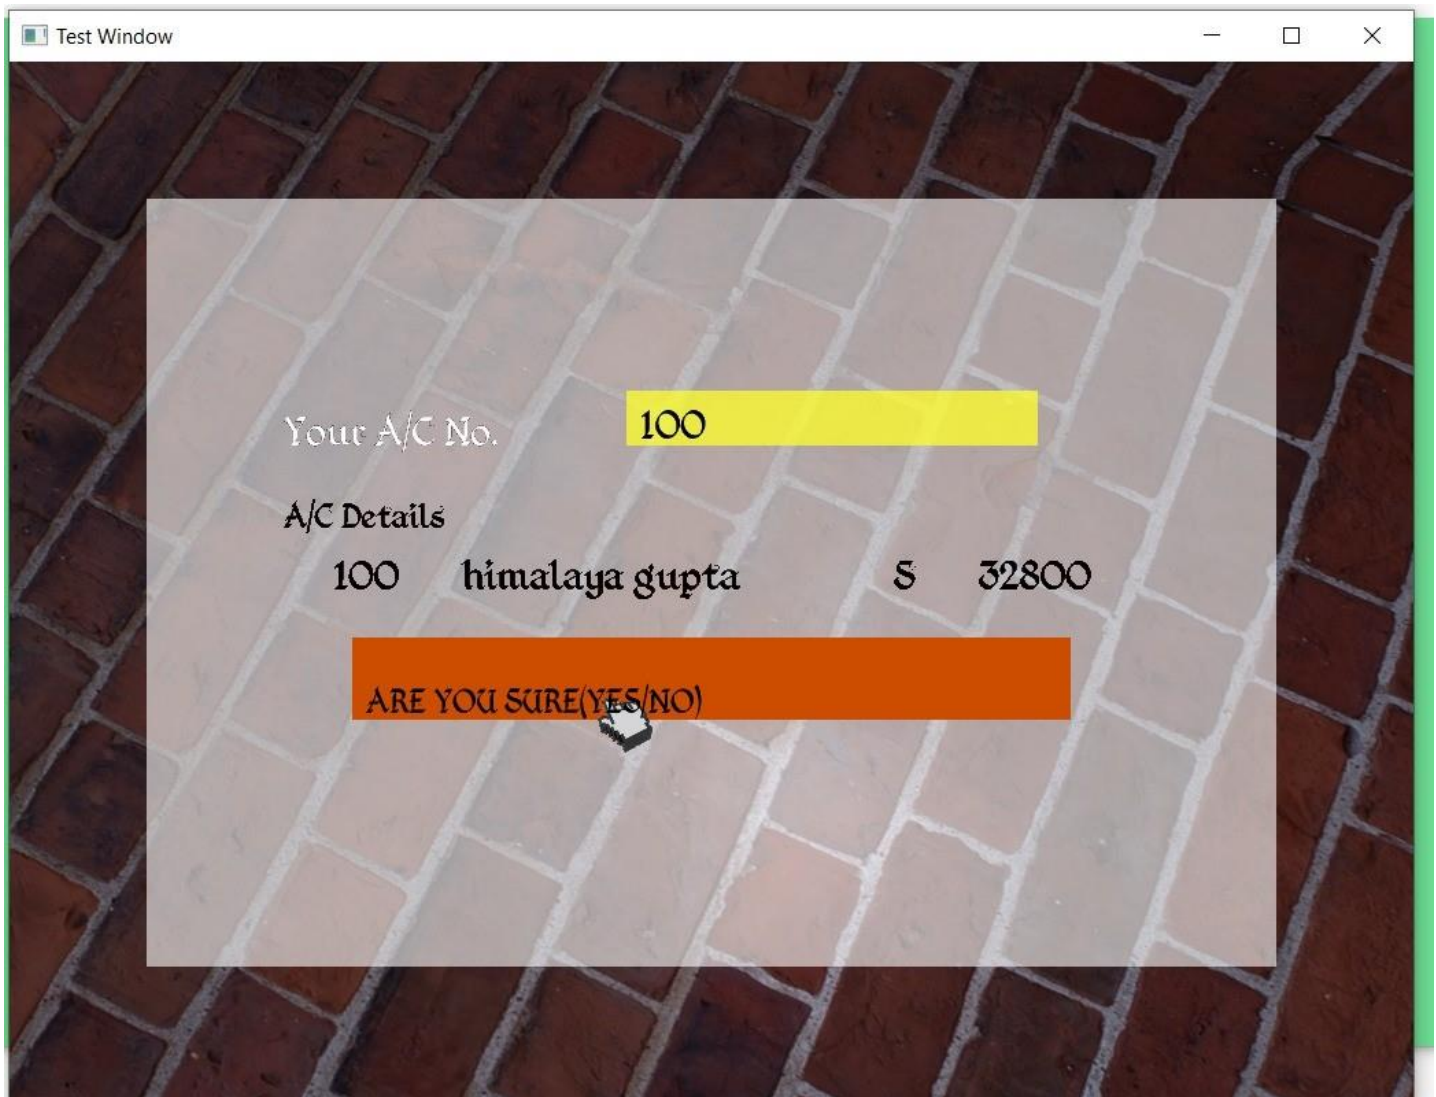 Test Window
Your A/C No. 100
A/C Details
100 himalaya gupta S 32800
ARE YOU SURE(YES/NO)